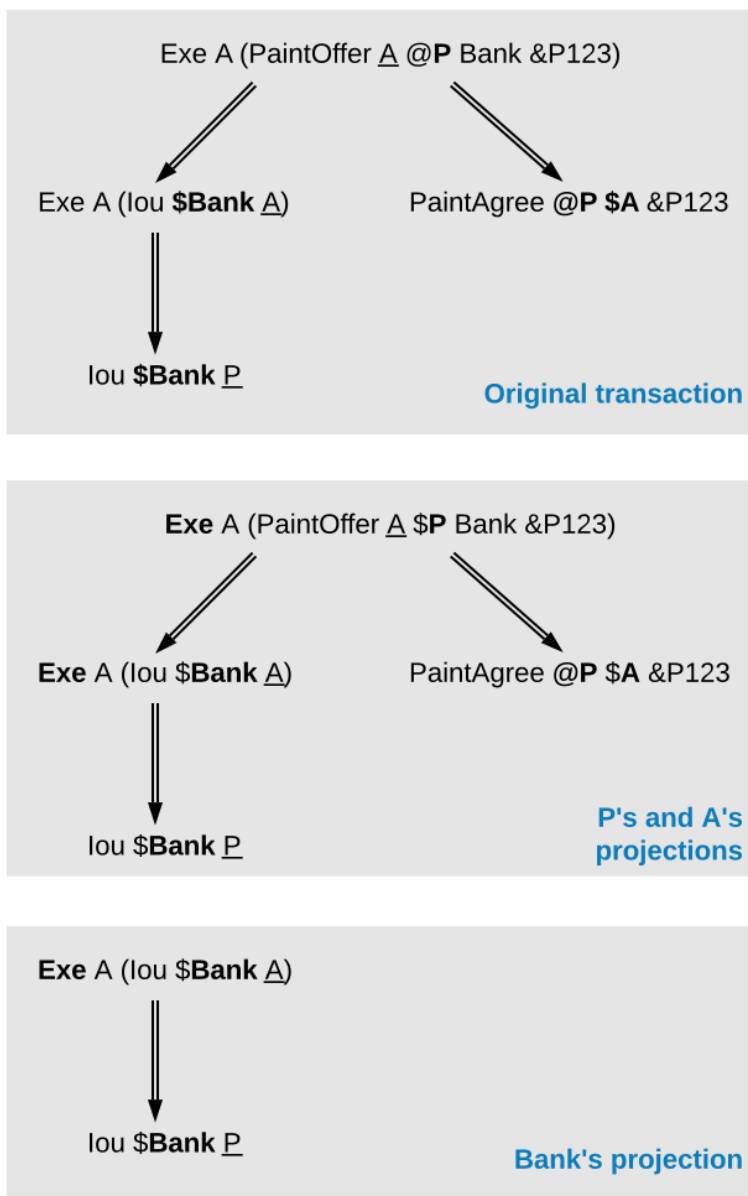 Exe A (PaintOffer A @P Bank &P123)
Exe A (Iou $Bank A) PaintAgree @P $A &P123
Iou $Bank P
Original transaction
Exe A (PaintOffer A $P Bank &P123)
Exe A (Iou $Bank A) PaintAgree @P $A &P123
Iou $Bank P
P's and A's
projections
Exe A (Iou $Bank A)
Iou $Bank P
Bank's projection